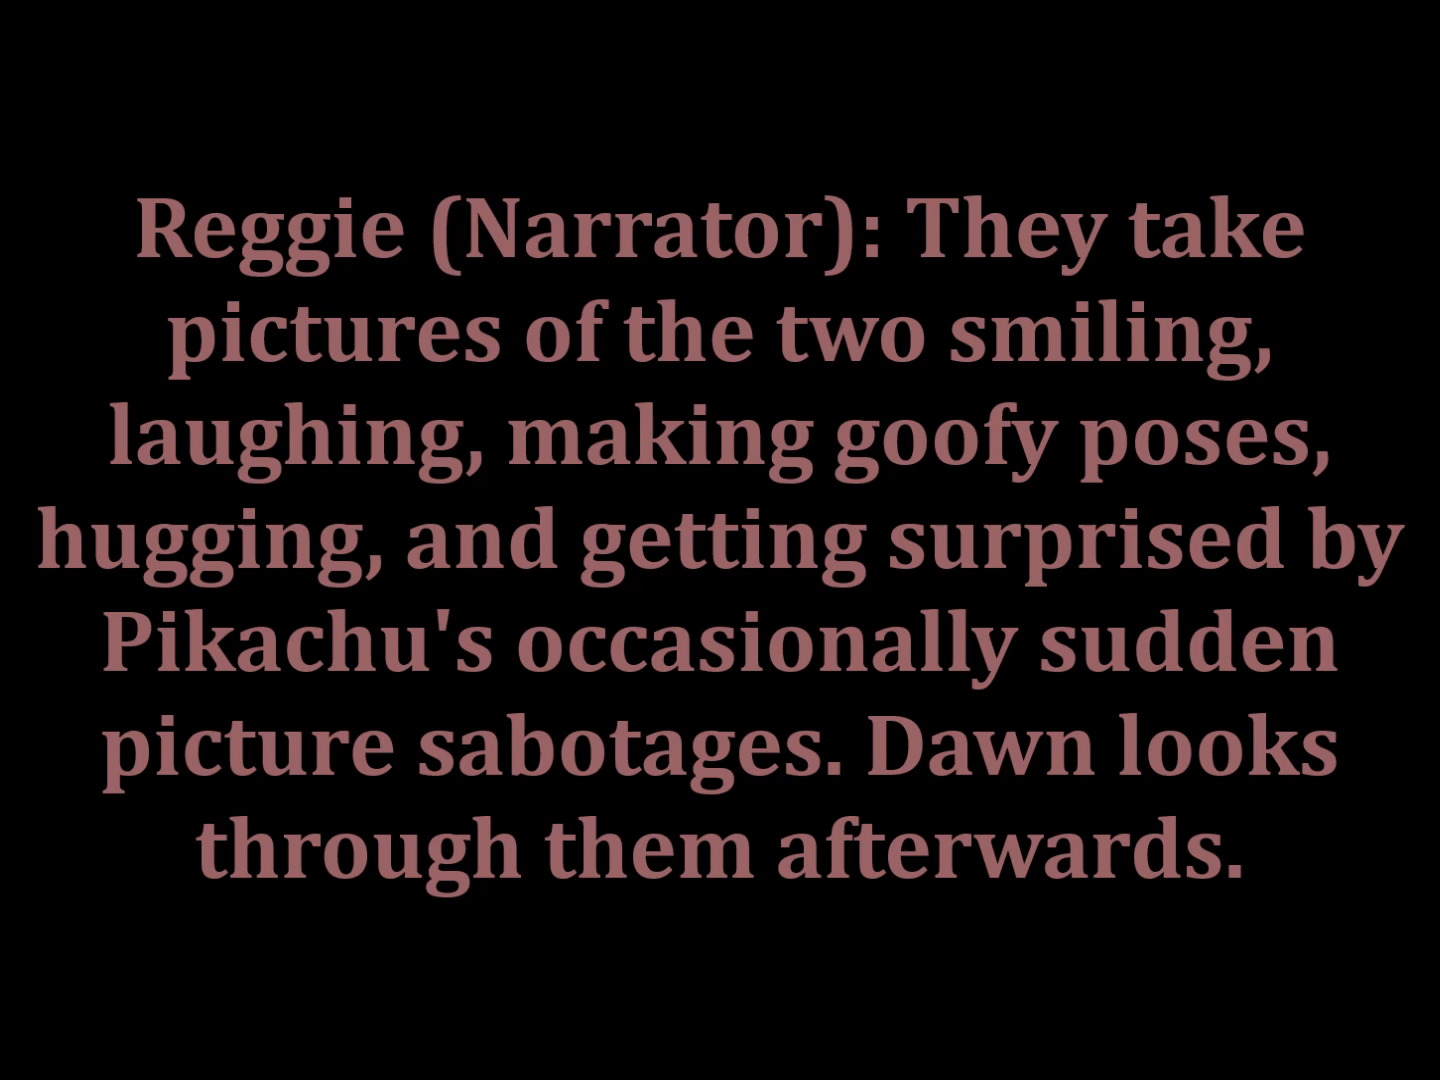 Reggie (Narrator): They take
pictures of the two smiling,
laughing, making goofy poses,
hugging, and getting surprised by
Pikachu's occasionally sudden
picture sabotages. Dawn looks
through them afterwards.